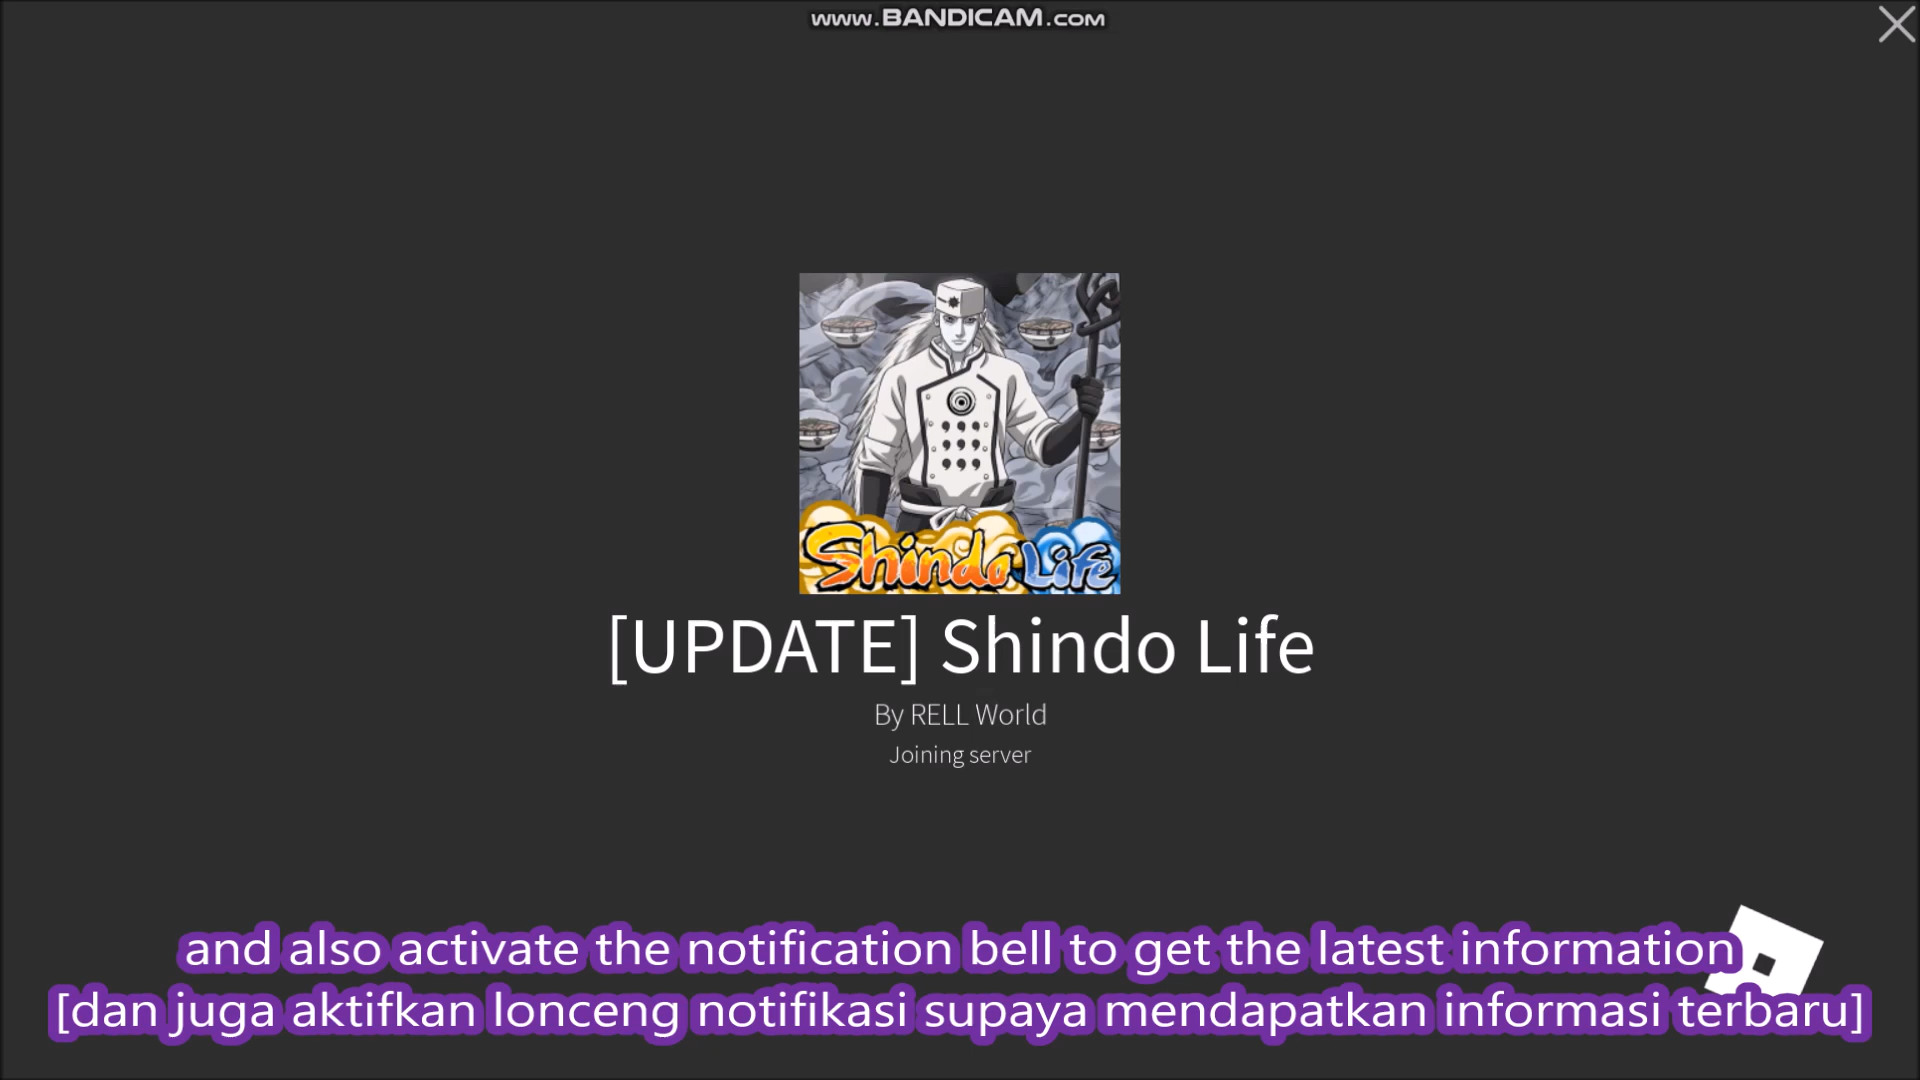 www.BANDICAM.com
Shindo Life
[UPDATE] Shindo Life
By RELL World
Joining server
and also activate the notification bell to get the latest information
[dan juga aktifkan lonceng notifikasi supaya mendapatkan informasi terbaru]